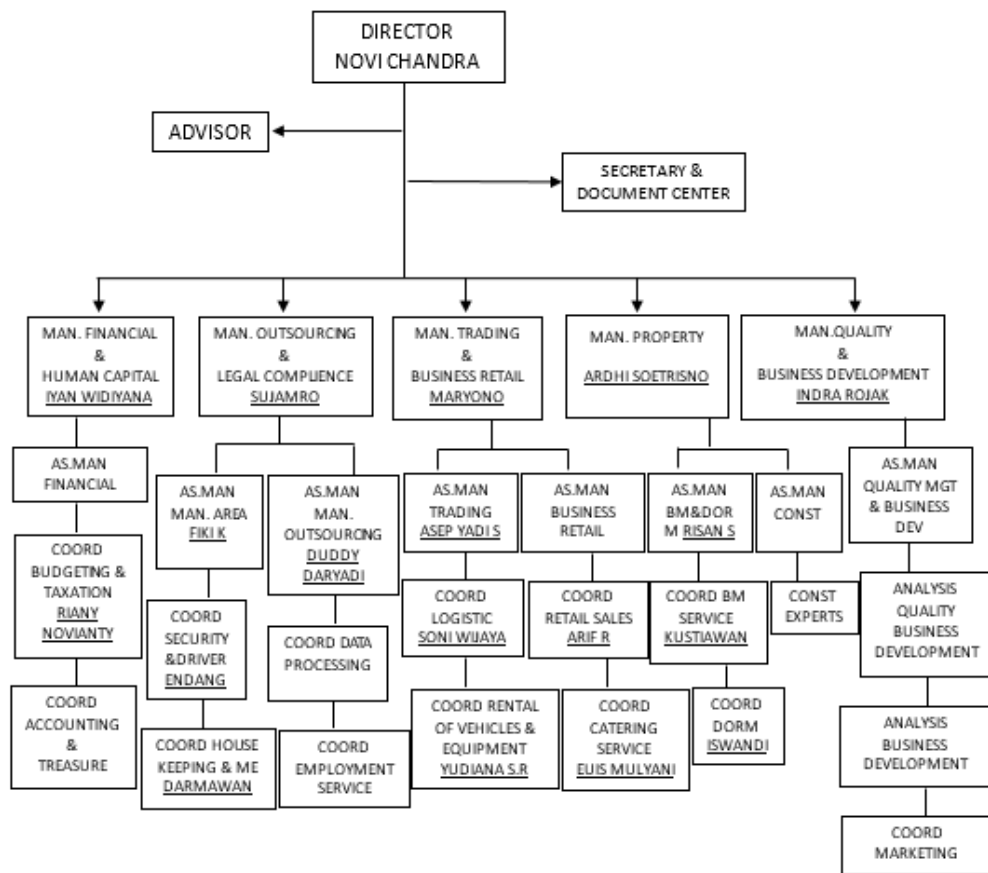 DIRECTOR
NOVI CHANDRA
ADVISOR
SECRETARY &
DOCUMENT CENTER
MAN. FINANCIAL
&
HUMAN CAPITAL
IYAN WIDIYANA
MAN. OUTSOURCING
&
LEGAL COMPLIENCE
SUJAMRO
MAN. TRADING
&
BUSINESS RETAIL
MARYONO
MAN. PROPERTY
ARDHI SOETRISNO
MAN.QUALITY
&
BUSINESS DEVELOPMENT
INDRA ROJAK
AS.MAN
FINANCIAL
AS.MAN
MAN. AREA
FIKI K
AS.MAN
MAN.
OUTSOURCING
DUDDY
DARYADI
AS.MAN
TRADING
ASEP YADI S
AS.MAN
BUSINESS
RETAIL
AS.MAN
BM&DOR
M RISAN S
AS.MAN
CONST
AS.MAN
QUALITY MGT
& BUSINESS
DEV
COORD
BUDGETING &
TAXATION
RIANY
NOVIANTY
COORD
SECURITY
&DRIVER
ENDANG
COORD DATA
PROCESSING
COORD
LOGISTIC
SONI WIJAYA
COORD
RETAIL SALES
ARIF R
COORD BM
SERVICE
KUSTIAWAN
CONST
EXPERTS
ANALYSIS
QUALITY
BUSINESS
DEVELOPMENT
COORD
ACCOUNTING
&
TREASURE
COORD HOUSE
KEEPING & ME
DARMAWAN
COORD
EMPLOYMENT
SERVICE
COORD RENTAL
OF VEHICLES &
EQUIPMENT
YUDIANA S.R
COORD
CATERING
SERVICE
EUIS MULYANI
COORD
DORM
ISWANDI
ANALYSIS
BUSINESS
DEVELOPMENT
COORD
MARKETING